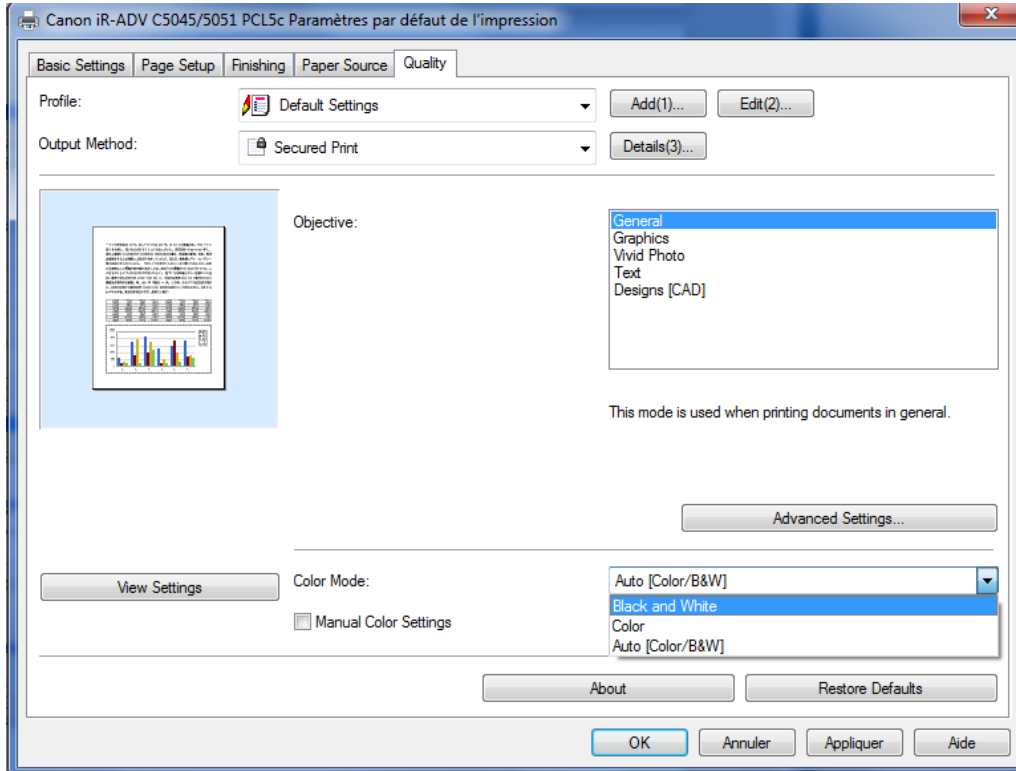 Canon iR-ADV C5045/5051 PCL5c Paramètres par défaut de l'impression
Basic Settings Page Setup Finishing Paper Source Quality
Profile: Default Settings Add(1)... Edit(2)...
Output Method: Secured Print Details(3)...
Objective:
General
Graphics
Vivid Photo
Text
Designs [CAD]
This mode is used when printing documents in general.
Advanced Settings...
View Settings Color Mode: Auto [Color/B&W]
Black and White
Manual Color Settings Color
Auto [Color/B&W]
About Restore Defaults
OK Annuler Appliquer Aide